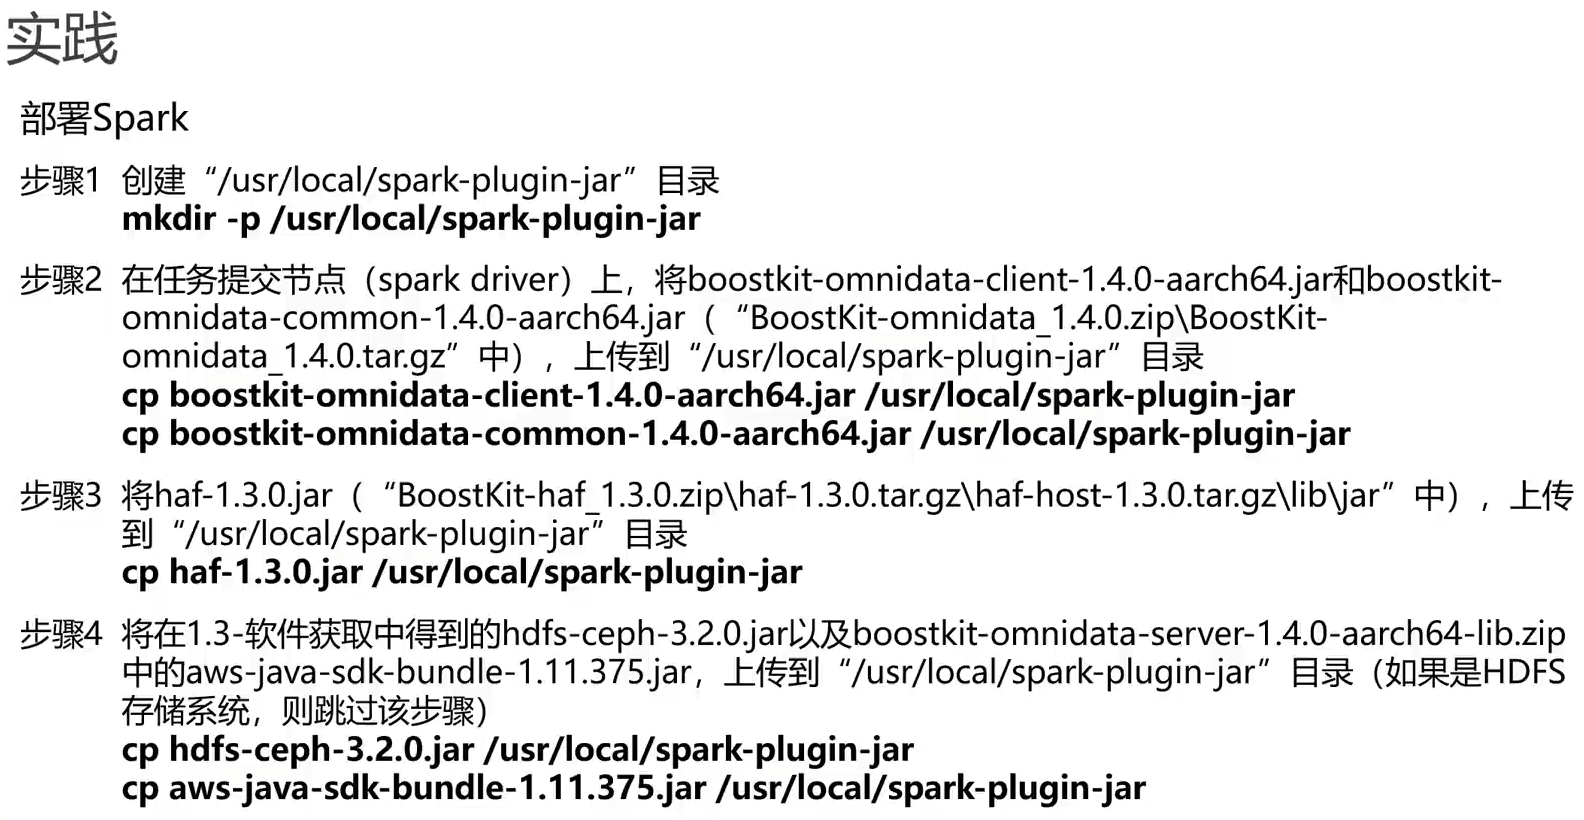 实践
部署Spark
步骤1 创建“/usr/local/spark-plugin-jar”目录
mkdir -p /usr/local/spark-plugin-jar
步骤2 在任务提交节点（spark driver）上，将boostkit-omnidata-client-1.4.0-aarch64.jar和boostkit-
omnidata-common-1.4.0-aarch64.jar（“BoostKit-omnidata_1.4.0.zip\BoostKit-
omnidata_1.4.0.tar.gz”中），上传到“/usr/local/spark-plugin-jar”目录
cp boostkit-omnidata-client-1.4.0-aarch64.jar /usr/local/spark-plugin-jar
cp boostkit-omnidata-common-1.4.0-aarch64.jar /usr/local/spark-plugin-jar
步骤3 将haf-1.3.0.jar（“BoostKit-haf_1.3.0.zip\haf-1.3.0.tar.gz\haf-host-1.3.0.tar.gz\lib\jar”中），上传
到“/usr/local/spark-plugin-jar”目录
cp haf-1.3.0.jar /usr/local/spark-plugin-jar
步骤4 将在1.3-软件获取中得到的hdfs-ceph-3.2.0.jar以及boostkit-omnidata-server-1.4.0-aarch64-lib.zip
中的aws-java-sdk-bundle-1.11.375.jar，上传到“/usr/local/spark-plugin-jar”目录（如果是HDFS
存储系统，则跳过该步骤）
cp hdfs-ceph-3.2.0.jar /usr/local/spark-plugin-jar
cp aws-java-sdk-bundle-1.11.375.jar /usr/local/spark-plugin-jar